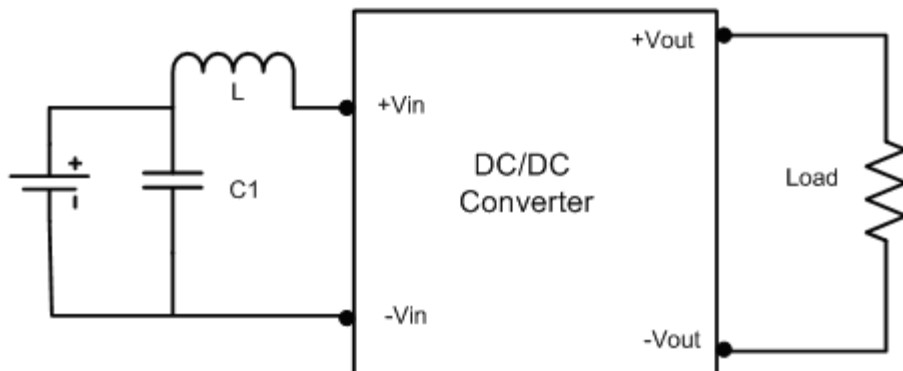 +Vout
L
+Vin
DC/DC
Converter
Load
C1
+
-
-Vin
-Vout